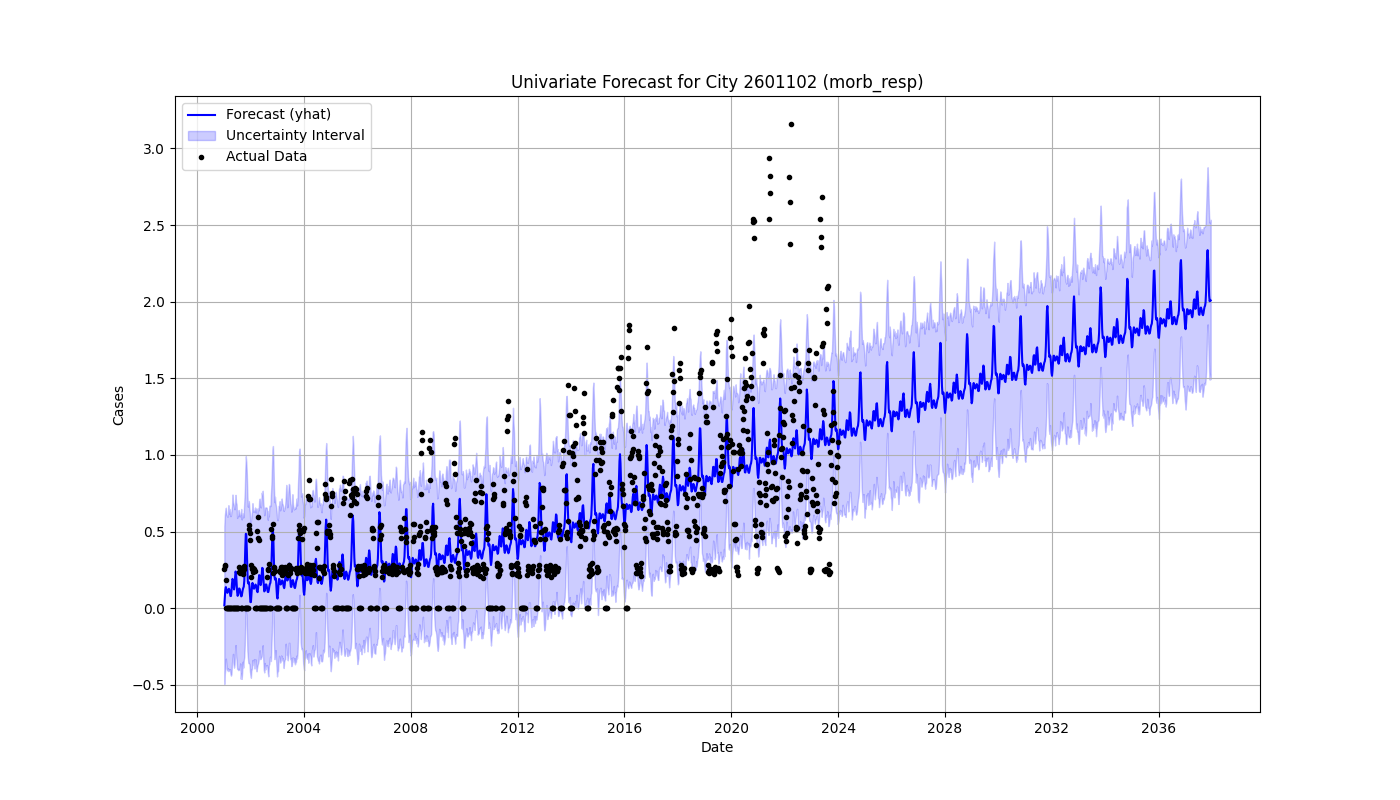 Univariate Forecast for City 2601102 (morb_resp)
Forecast (yhat)
Uncertainty Interval
Actual Data
Cases
3.0
2.5
2.0
1.5
1.0
0.5
0.0
−0.5
2000 2004 2008 2012 2016 2020 2024 2028 2032 2036
Date